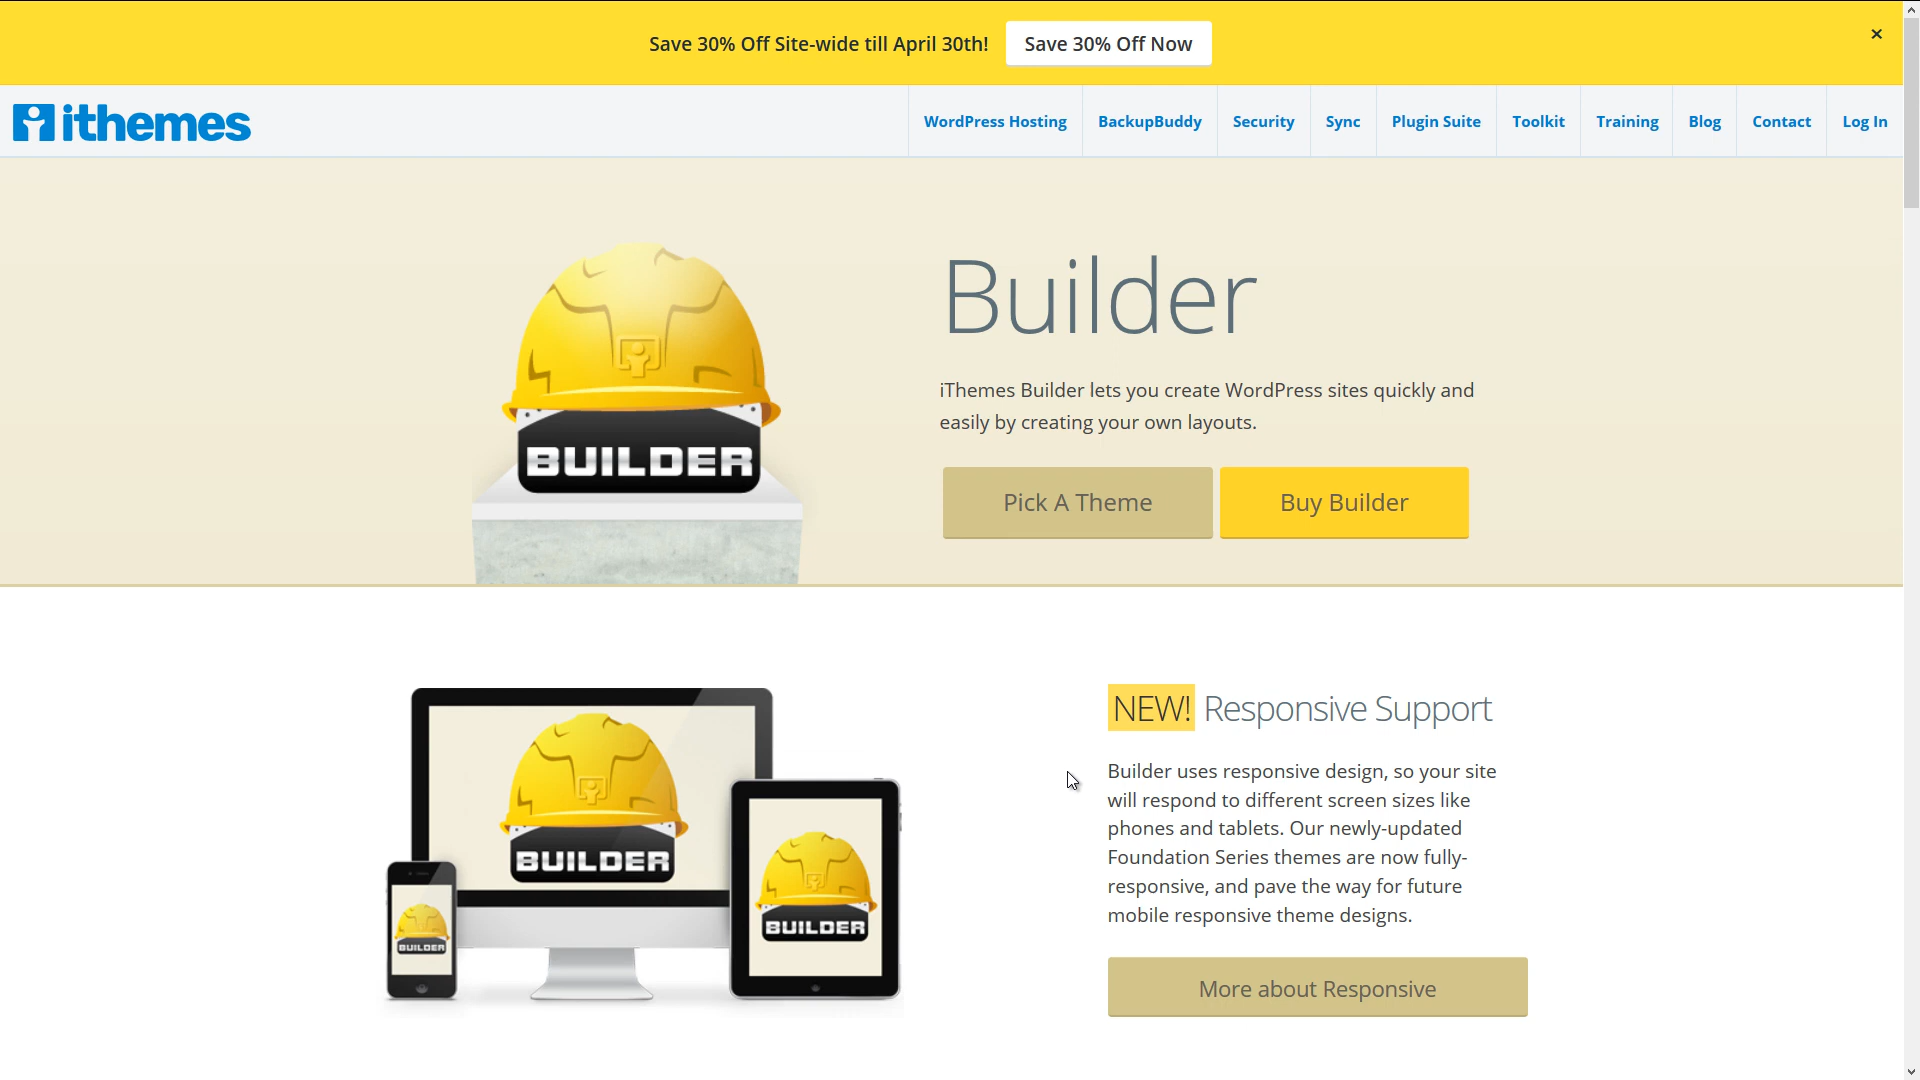 Save 30% Off Site-wide till April 30th!
Save 30% Off Now
×
ithemes
WordPress Hosting
BackupBuddy
Security
Sync
Plugin Suite
Toolkit
Training
Blog
Contact
Log In
BUILDER
Builder
iThemes Builder lets you create WordPress sites quickly and
easily by creating your own layouts.
Pick A Theme
Buy Builder
BUILDER
BUILDER
BUILDER
NEW! Responsive Support
Builder uses responsive design, so your site
will respond to different screen sizes like
phones and tablets. Our newly-updated
Foundation Series themes are now fully-
responsive, and pave the way for future
mobile responsive theme designs.
More about Responsive